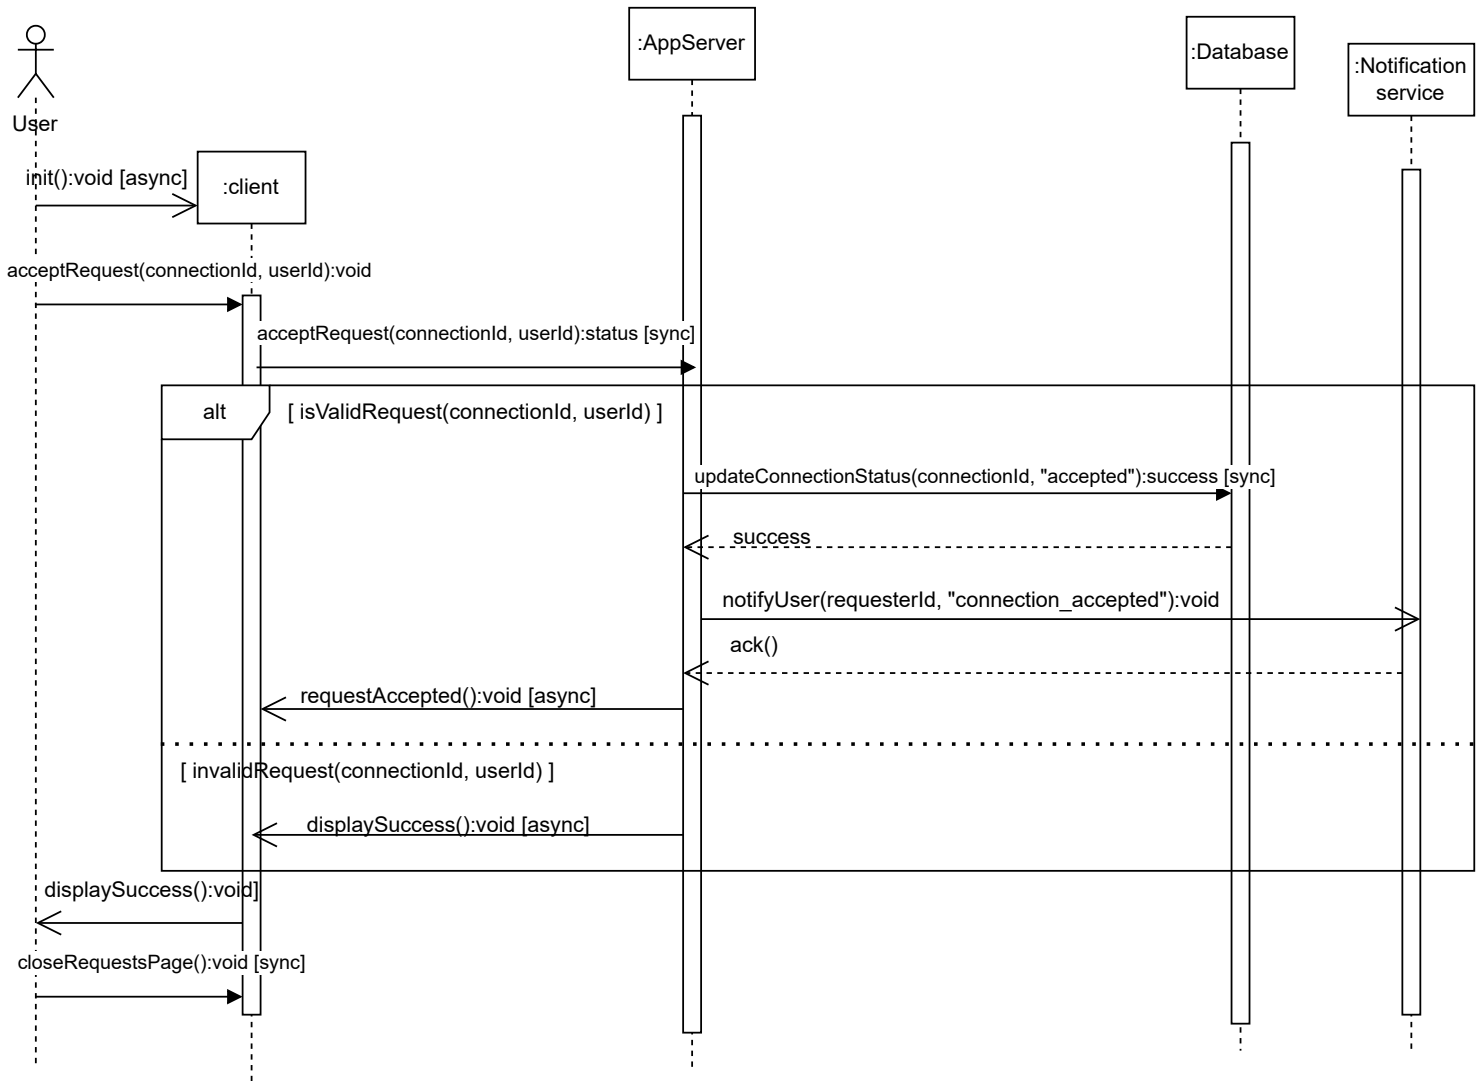 :AppServer
:Database
:Notification
service
User
init():void [async]
:client
acceptRequest(connectionId, userId):void
acceptRequest(connectionId, userId):status [sync]
alt
[ isValidRequest(connectionId, userId) ]
updateConnectionStatus(connectionId, "accepted"):success [sync]
success
notifyUser(requesterId, "connection_accepted"):void
ack()
requestAccepted():void [async]
[ invalidRequest(connectionId, userId) ]
displaySuccess():void [async]
displaySuccess():void]
closeRequestsPage():void [sync]